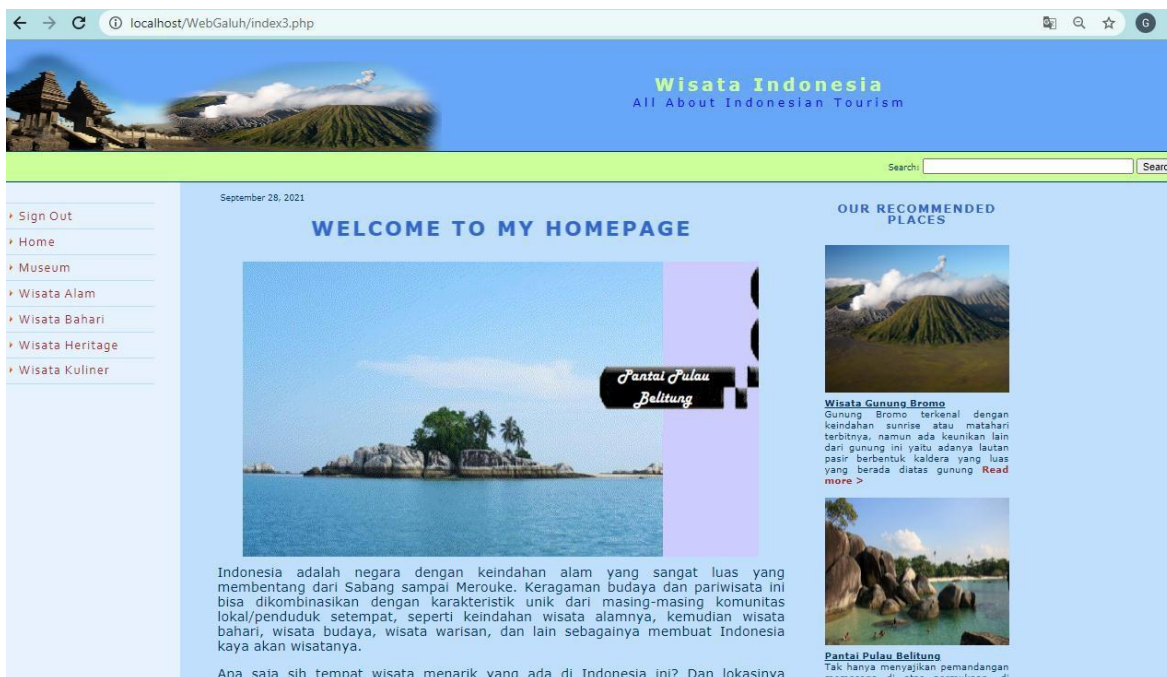 localhost/WebGaluh/index3.php
G
Wisata Indonesia
All About Indonesian Tourism
Search:
Searc
Sign Out
Home
Museum
Wisata Alam
Wisata Bahari
Wisata Heritage
Wisata Kuliner
September 28, 2021
WELCOME TO MY HOMEPAGE
Pantai Pulau
Belitung
Indonesia adalah negara dengan keindahan alam yang sangat luas yang
membentang dari Sabang sampai Merouke. Keragaman budaya dan pariwisata ini
bisa dikombinasikan dengan karakteristik unik dari masing-masing komunitas
lokal/penduduk setempat, seperti keindahan wisata alamnya, kemudian wisata
bahari, wisata budaya, wisata warisan, dan lain sebagainya membuat Indonesia
kaya akan wisatanya.
Apa saja sih tempat wisata menarik yang ada di Indonesia ini? Dan lokasinya
OUR RECOMMENDED
PLACES
Wisata Gunung Bromo
Gunung Bromo terkenal dengan
keindahan sunrise atau matahari
terbitnya, namun ada keunikan lain
dari gunung ini yaitu adanya lautan
pasir berbentuk kaldera yang luas
yang berada diatas gunung Read
more >
Pantai Pulau Belitung
Tak hanya menyajikan pemandangan